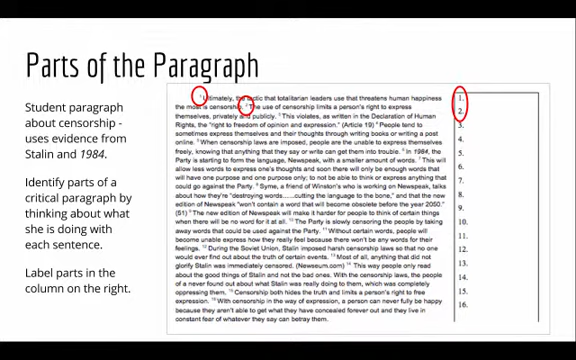 Parts of the Paragraph
Student paragraph
about censorship -
uses evidence from
Stalin and 1984.
Identify parts of a
critical paragraph by
thinking about what
she is doing with
each sentence.
Label parts in the
column on the right.
1 Ultimately, the tactic that totalitarian leaders use that threatens human happiness
the most is censorship. 2 The use of censorship limits a person's right to express
themselves, privately and publicly. 3 This violates, as written in the Declaration of Human
Rights, the "right to freedom of opinion and expression." (Article 19) 4 People tend to
sometimes express themselves and their thoughts through writing books or writing a post
online. 5 When censorship laws are imposed, people are the unable to express themselves
freely, knowing that anything that they say or write can get them into trouble. 6 In 1984, the
Party is starting to form the language, Newspeak, with a smaller amount of words. 7 This will
allow less words to express one's thoughts and soon there will only be enough words that
will have one purpose and one purpose only; to not be able to think or express anything that
could go against the Party. 8 Syme, a friend of Winston's who is working on Newspeak, talks
about how they're "destroying words......cutting the language to the bone," and that the new
edition of Newspeak "won't contain a word that will become obsolete before the year 2050."
(51) 9 The new edition of Newspeak will make it harder for people to think of certain things
when there will be no word for it at all. 10 The Party is slowly censoring the people by taking
away words that could be used against the Party. 11 Without certain words, people will
become unable express how they really feel because there won't be any words for their
feelings. 12 During the Soviet Union, Stalin imposed harsh censorship laws so that no one
would ever find out about the truth of certain events. 13 Most of all, anything that did not
glorify Stalin was immediately censored. (Newseum.com) 14 This way people only read
about the good things of Stalin and not the bad ones. With the censorship laws, the people
of a never found out about what Stalin was really doing to them, which was completely
oppressing them. 15 Censorship both hides the truth and limits a person's right to free
expression. 16 With censorship in the way of expression, a person can never fully be happy
because they aren't able to get what they have concealed forever out and they live in
constant fear of whatever they say can betray them.
1.
2.
3.
4.
5.
6.
7.
8.
9.
10.
11.
12.
13.
14.
15.
16.